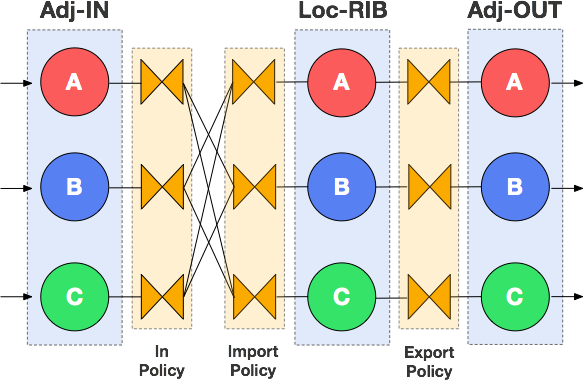 Adj-IN
Loc-RIB
Adj-OUT
A
A
A
B
B
B
C
C
C
In
Policy
Import
Policy
Export
Policy